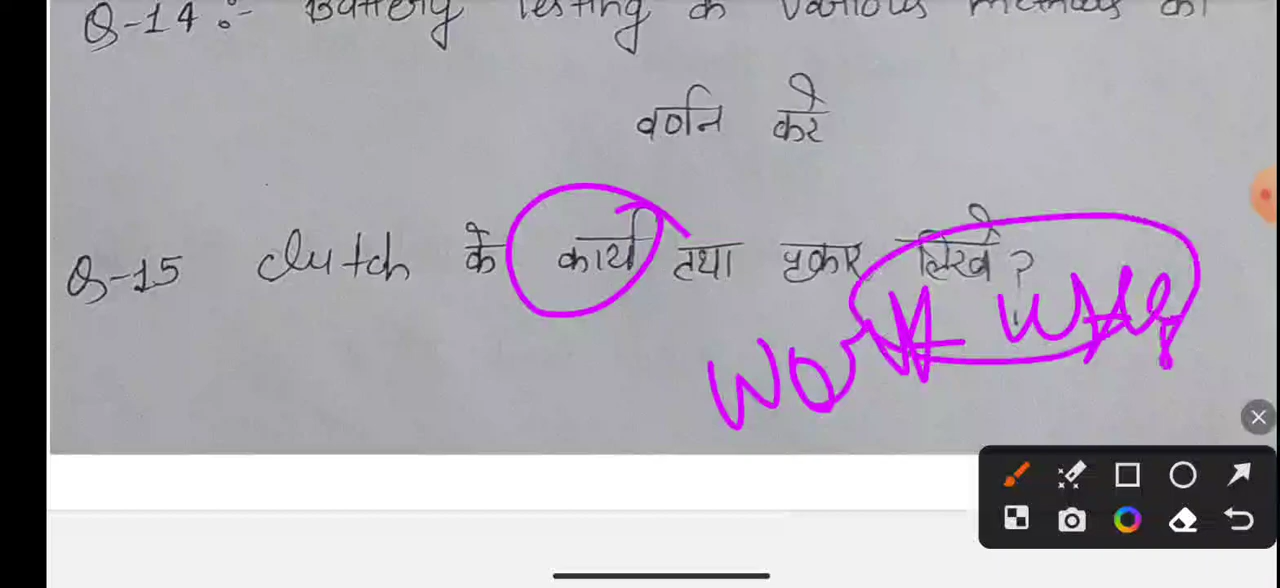 Q-14 :- Battery Testing के various methods का
वर्णन करे
Q-15 clutch के कार्य तथा प्रकार लिखे ?
work